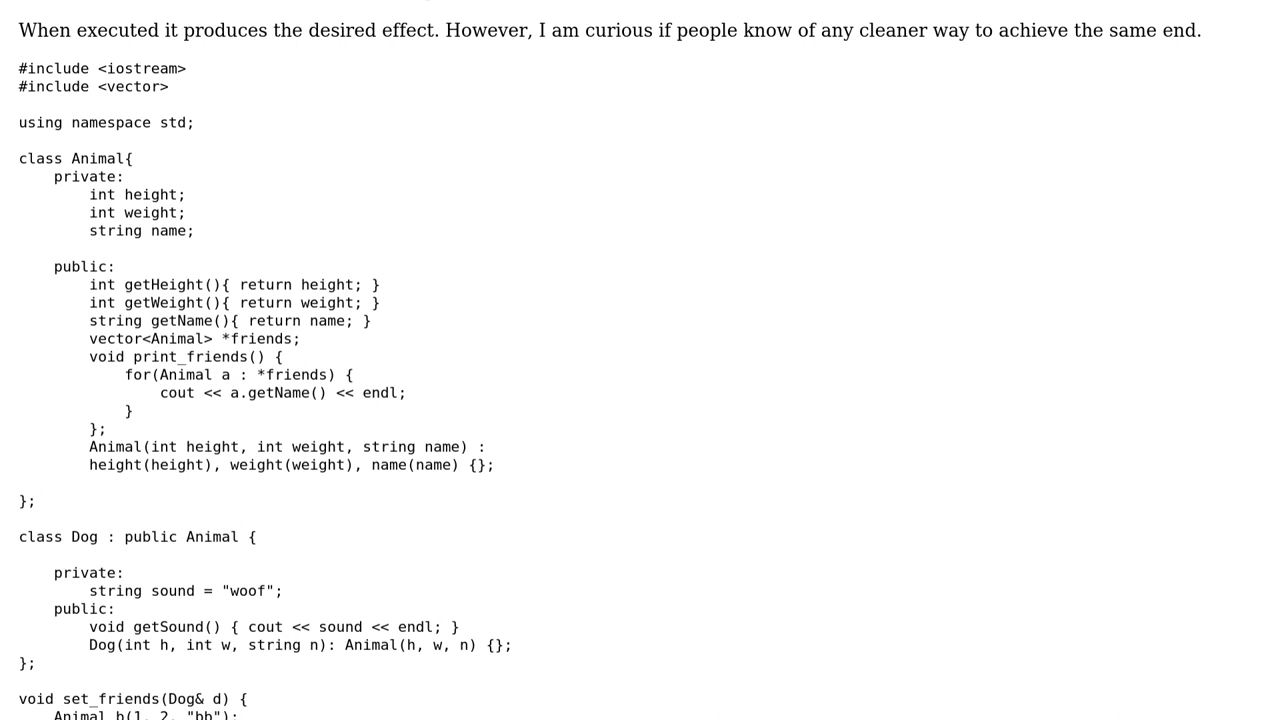 When executed it produces the desired effect. However, I am curious if people know of any cleaner way to achieve the same end.
#include <iostream>
#include <vector>
using namespace std;
class Animal{
    private:
        int height;
        int weight;
        string name;
    public:
        int getHeight(){ return height; }
        int getWeight(){ return weight; }
        string getName(){ return name; }
        vector<Animal> *friends;
        void print_friends() {
            for(Animal a : *friends) {
                cout << a.getName() << endl;
            }
        };
        Animal(int height, int weight, string name) :
        height(height), weight(weight), name(name) {};
};
class Dog : public Animal {
    private:
        string sound = "woof";
    public:
        void getSound() { cout << sound << endl; }
        Dog(int h, int w, string n): Animal(h, w, n) {};
};
void set_friends(Dog& d) {
    Animal b(1, 2, "bb");